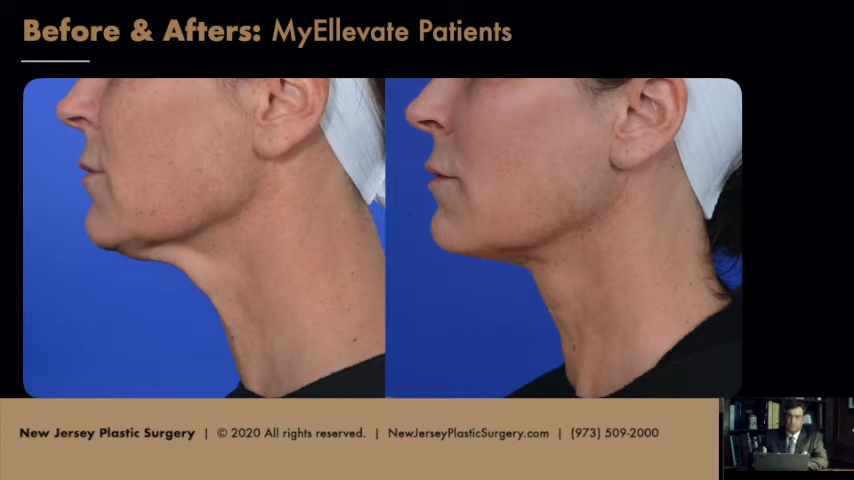 Before & Afters: MyEllevate Patients
New Jersey Plastic Surgery | © 2020 All rights reserved. | NewJerseyPlasticSurgery.com | (973) 509-2000